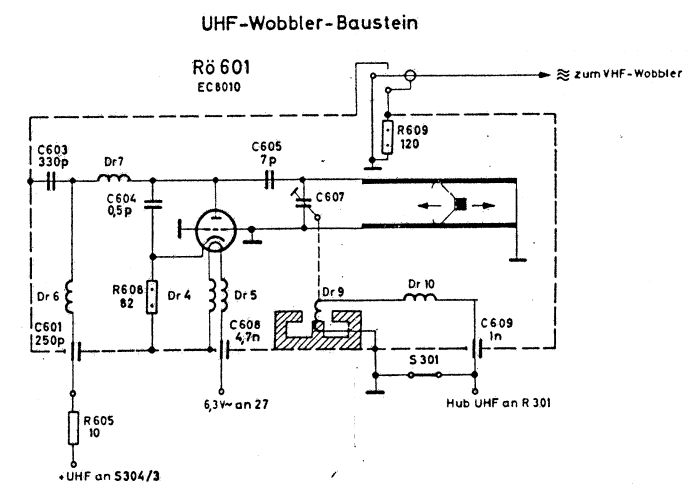 UHF-Wobbler-Baustein
Rö 601
EC 8010
≋ zum VHF-Wobbler
R609
120
C603
330p
Dr7
C605
7p
C604
0,5p
C607
Dr6
R608
82
Dr 4
Dr 5
Dr 9
Dr 10
C601
250p
C608
4,7n
C609
1n
S 301
6,3V~ an 27
Hub UHF an R 301
R605
10
+UHF an S304/3